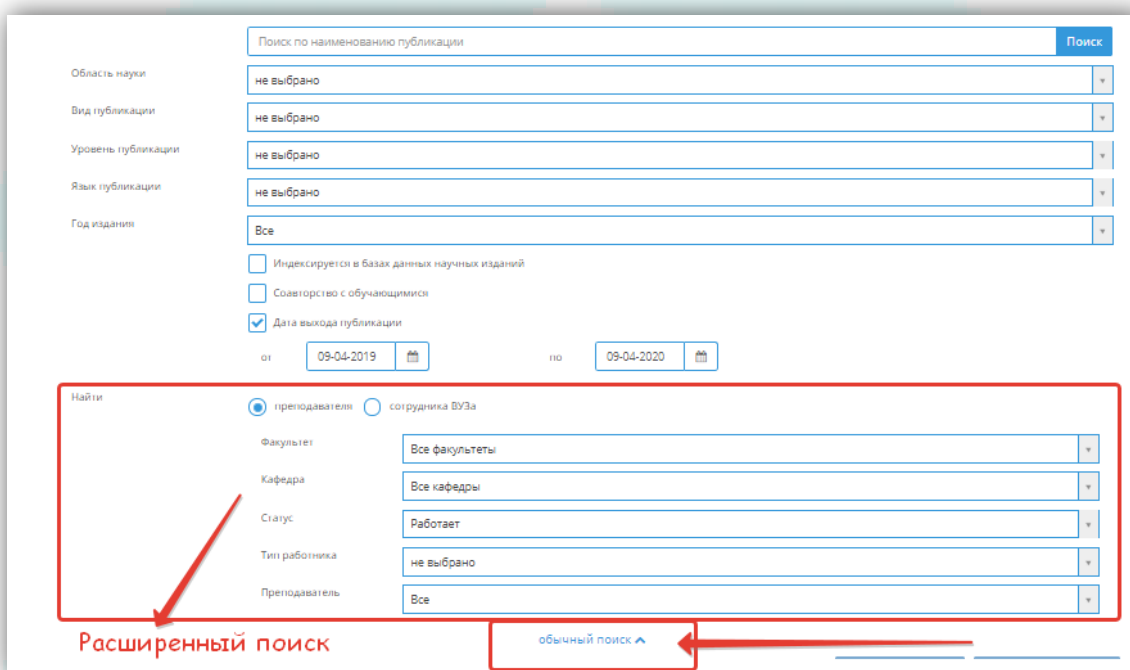 Поиск по наименованию публикации Поиск
Область науки не выбрано
Вид публикации не выбрано
Уровень публикации не выбрано
Язык публикации не выбрано
Год издания Все
Индексируется в базах данных научных изданий
Соавторство с обучающимися
Дата выхода публикации
от 09-04-2019 по 09-04-2020
Найти преподавателя сотрудника ВУЗа
Факультет Все факультеты
Кафедра Все кафедры
Статус Работает
Тип работника не выбрано
Преподаватель Все
Расширенный поиск обычный поиск